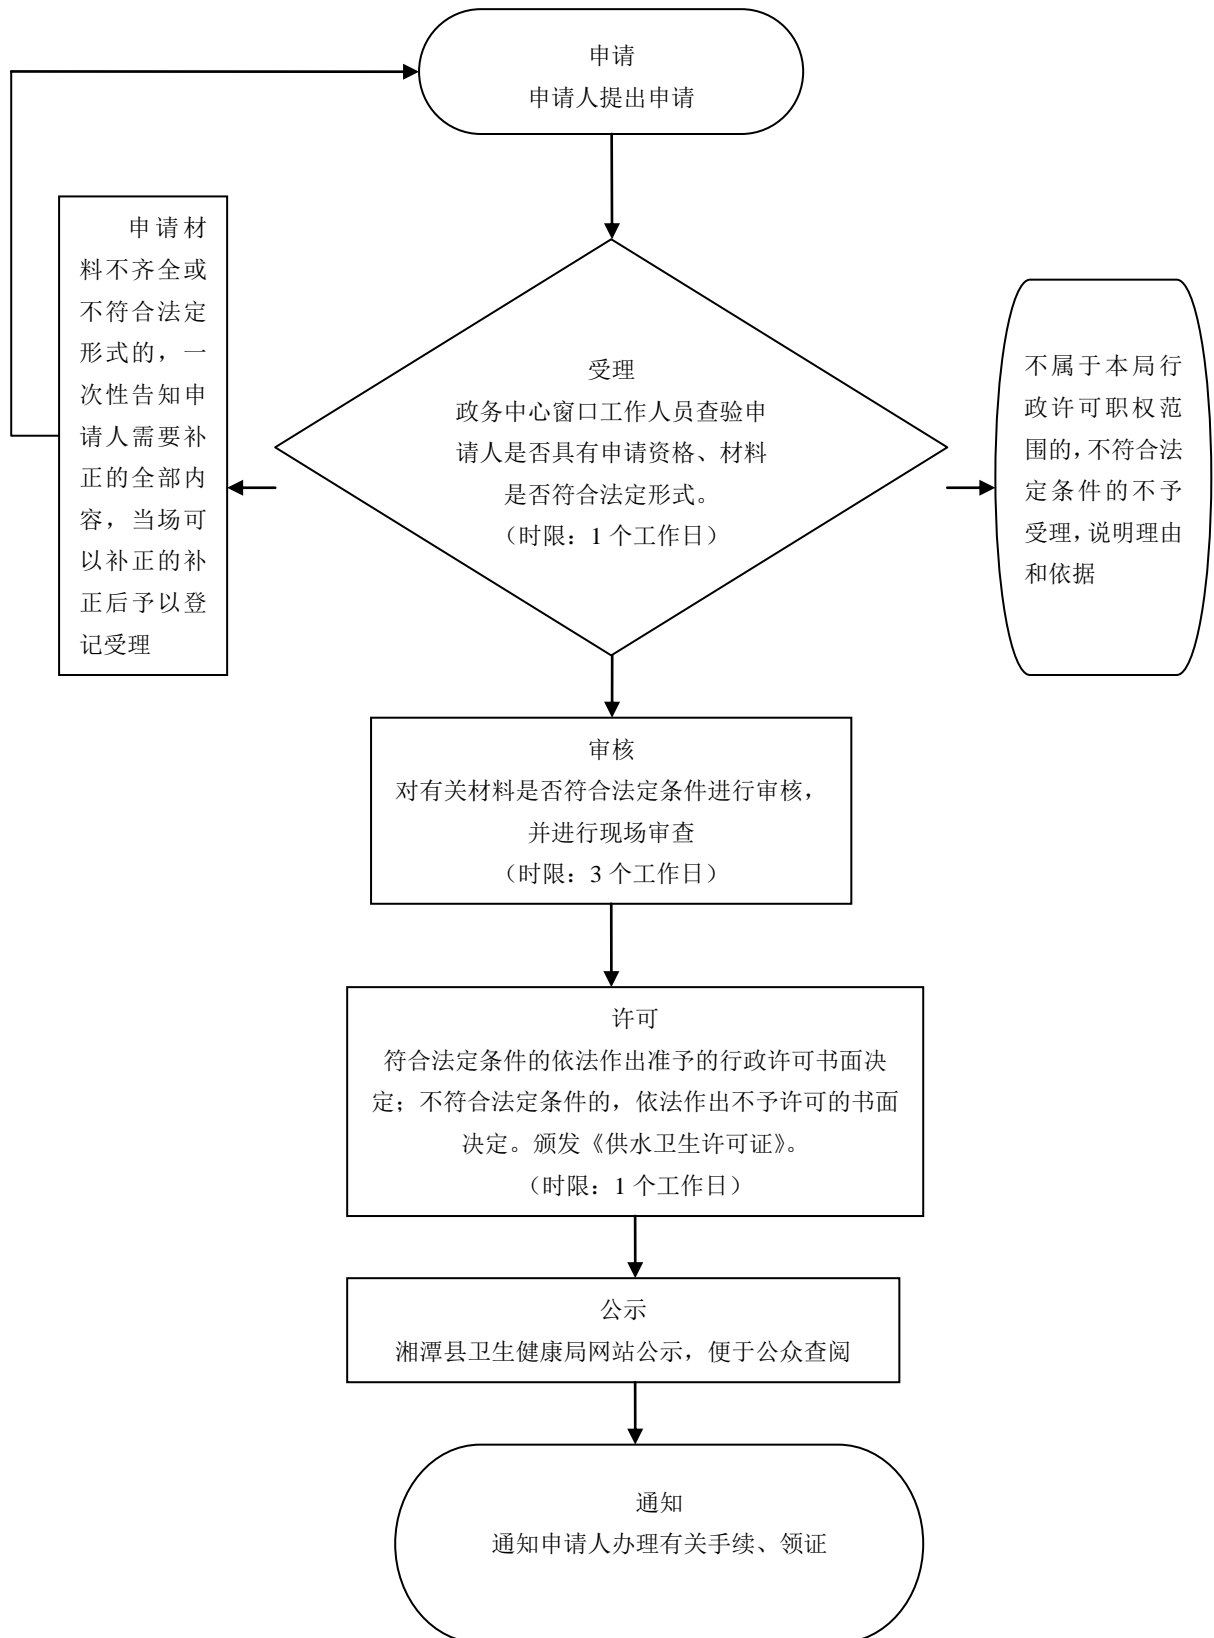 申请
申请人提出申请
申请材
料不齐全或
不符合法定
形式的，一
次性告知申
请人需要补
正的全部内
容，当场可
以补正的补
正后予以登
记受理
受理
政务中心窗口工作人员查验申
请人是否具有申请资格、材料
是否符合法定形式。
（时限：1 个工作日）
不属于本局行
政许可职权范
围的，不符合法
定条件的不予
受理，说明理由
和依据
审核
对有关材料是否符合法定条件进行审核，
并进行现场审查
（时限：3 个工作日）
许可
符合法定条件的依法作出准予的行政许可书面决
定；不符合法定条件的，依法作出不予许可的书面
决定。颁发《供水卫生许可证》。
（时限：1 个工作日）
公示
湘潭县卫生健康局网站公示，便于公众查阅
通知
通知申请人办理有关手续、领证